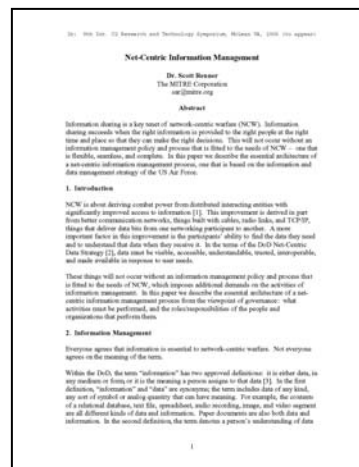 In: 9th Int. C2 Research and Technology Symposium, McLean VA, 2005 (to appear)
Net-Centric Information Management
Dr. Scott Renner
The MITRE Corporation
sar@mitre.org
Abstract
Information sharing is a key tenet of network-centric warfare (NCW). Information
sharing succeeds when the right information is provided to the right people at the right
time and place so that they can make the right decisions. This will not occur without an
information management policy and process that is fitted to the needs of NCW – one that
is flexible, seamless, and complete. In this paper we describe the essential architecture of
a net-centric information management process, one that is based on the information and
data management strategy of the US Air Force.
1. Introduction
NCW is about deriving combat power from distributed interacting entities with
significantly improved access to information [1]. This improvement is derived in part
from better communication networks, things built with cables, radio links, and TCP/IP,
things that deliver data bits from one networking participant to another. A more
important factor in this improvement is the participants' ability to find the data they need
and to understand that data when they receive it. In the terms of the DoD Net-Centric
Data Strategy [2], data must be visible, accessible, understandable, trusted, interoperable,
and made available in response to user needs.
These things will not occur without an information management policy and process that
is fitted to the needs of NCW, which imposes additional demands on the activities of
information management. In this paper we describe the essential architecture of a net-
centric information management process from the viewpoint of governance: what
activities must be performed, and the roles/responsibilities of the people and
organizations that perform them.
2. Information Management
Everyone agrees that information is essential to network-centric warfare. Not everyone
agrees on the meaning of the term.
Within the DoD, the term "information" has two approved definitions: it is either data, in
any medium or form, or it is the meaning a person assigns to that data [3]. In the first
definition, "information" and "data" are synonyms; the term includes data of any kind,
any sort of symbol or analog quantity that can have meaning. For example, the contents
of a relational database, text file, spreadsheet, audio recording, image, and video segment
are all different kinds of data and information. Paper documents are also both data and
information. In the second definition, the term denotes a person's understanding of data
1